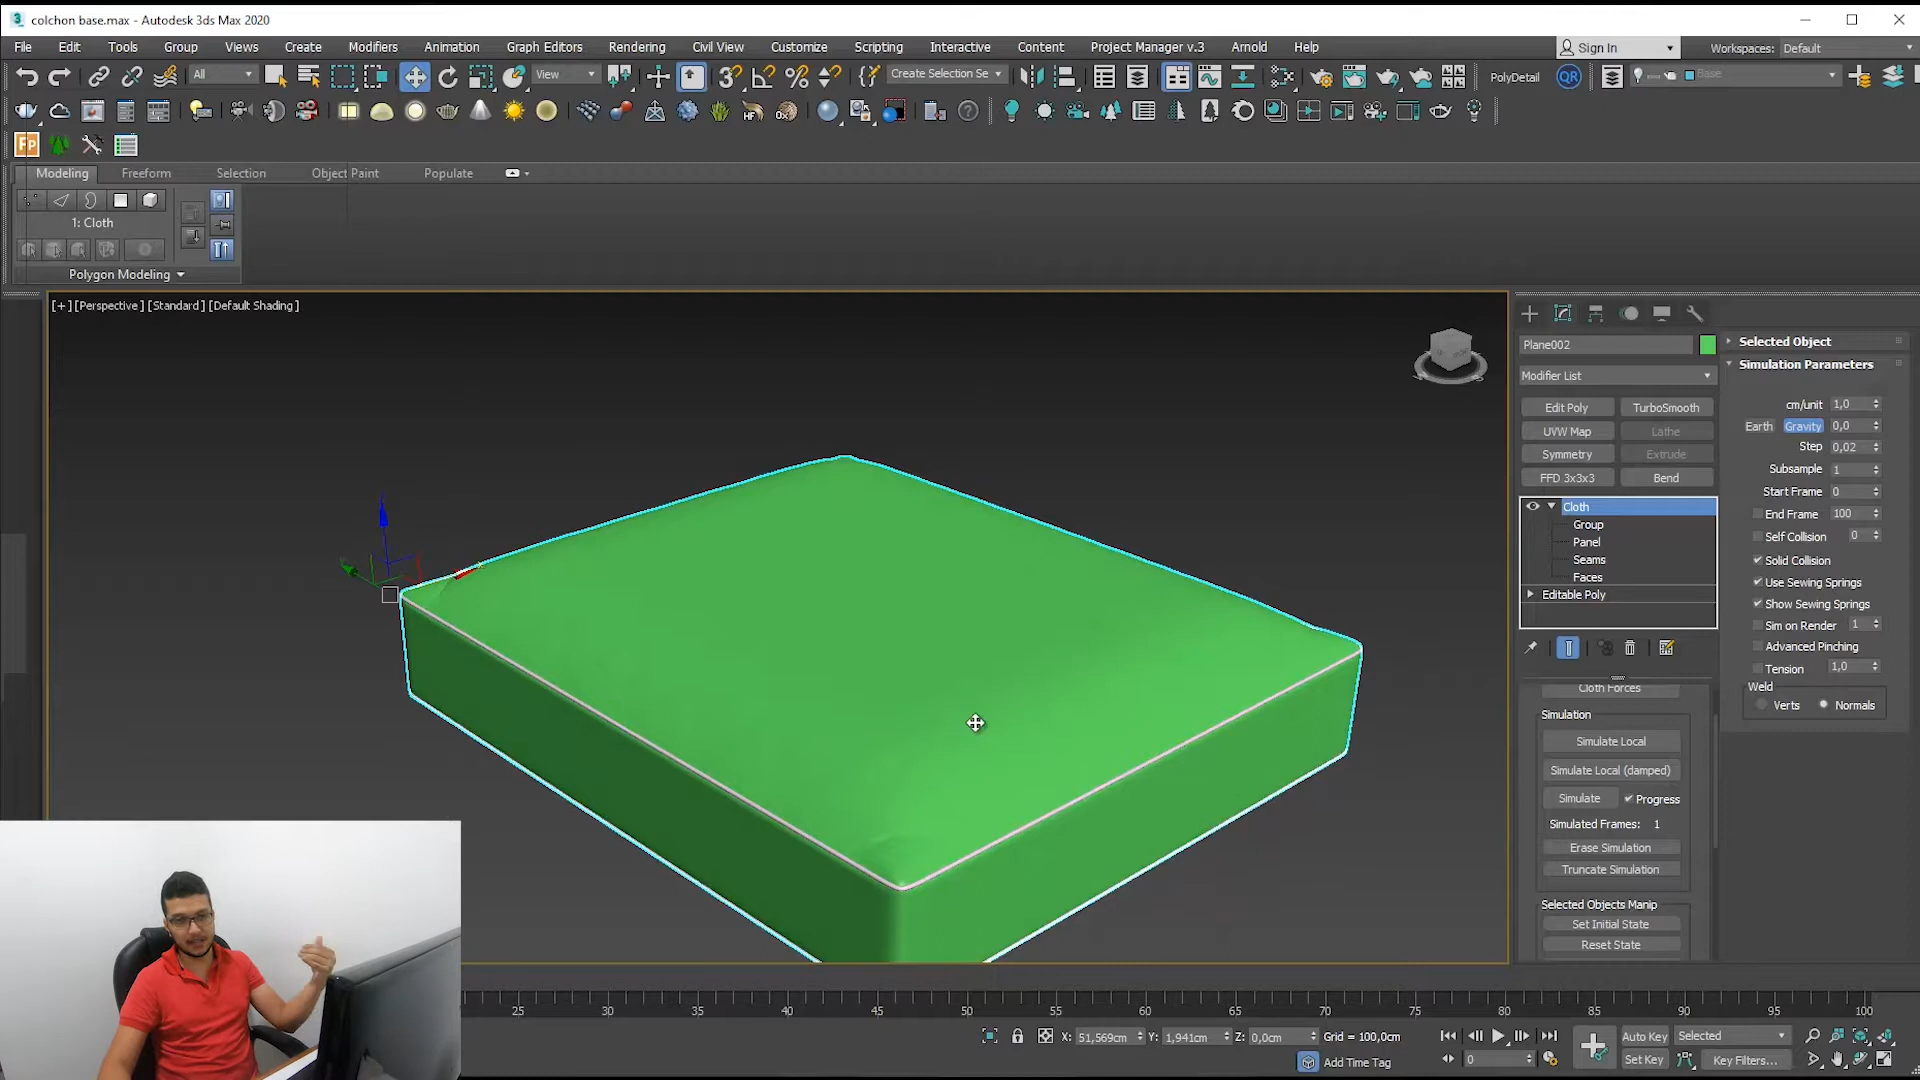 colchon base.max - Autodesk 3ds Max 2020
File Edit Tools Group Views Create Modifiers Animation Graph Editors Rendering Civil View Customize Scripting Interactive Content Project Manager v.3 Arnold Help
Sign In
Workspaces: Default
All
View
Create Selection Se
PolyDetail
QR
Base
FP
Modeling Freeform Selection Object Paint Populate
1: Cloth
Polygon Modeling
[+] [Perspective] [Standard] [Default Shading]
Plane002
Modifier List
Edit Poly TurboSmooth
UVW Map Lathe
Symmetry Extrude
FFD 3x3x3 Bend
Cloth
Group
Panel
Seams
Faces
Editable Poly
Cloth Forces
Simulation
Simulate Local
Simulate Local (damped)
Simulate Progress
Simulated Frames: 1
Erase Simulation
Truncate Simulation
Selected Objects Manip
Set Initial State
Reset State
Selected Object
Simulation Parameters
cm/unit 1,0
Earth Gravity 0,0
Step 0,02
Subsample 1
Start Frame 0
End Frame 100
Self Collision 0
Solid Collision
Use Sewing Springs
Show Sewing Springs
Sim on Render 1
Advanced Pinching
Tension 1,0
Weld
Verts Normals
25 30 35 40 45 50 55 60 65 70 75 80 85 90 95 100
X: 51,569cm Y: 1,941cm Z: 0,0cm Grid = 100,0cm
Add Time Tag
Auto Key Selected
0
Set Key Key Filters...